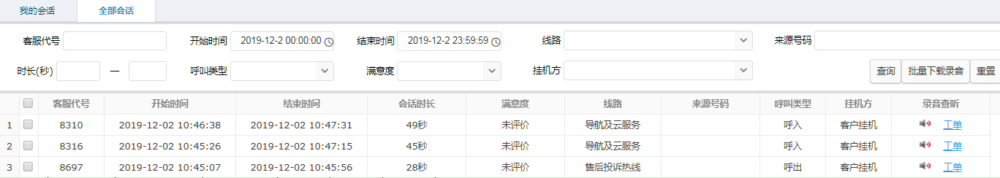 我的会话 全部会话
客服代号 开始时间 2019-12-2 00:00:00 结束时间 2019-12-2 23:59:59 线路 来源号码
时长(秒) — 呼叫类型 满意度 挂机方 查询 批量下载录音 重置
客服代号 开始时间 结束时间 会话时长 满意度 线路 来源号码 呼叫类型 挂机方 录音查听
1 8310 2019-12-02 10:46:38 2019-12-02 10:47:31 49秒 未评价 导航及云服务 呼入 客户挂机 工单
2 8316 2019-12-02 10:45:26 2019-12-02 10:47:15 45秒 未评价 导航及云服务 呼入 客户挂机 工单
3 8697 2019-12-02 10:45:07 2019-12-02 10:45:56 28秒 未评价 售后投诉热线 呼出 客户挂机 工单